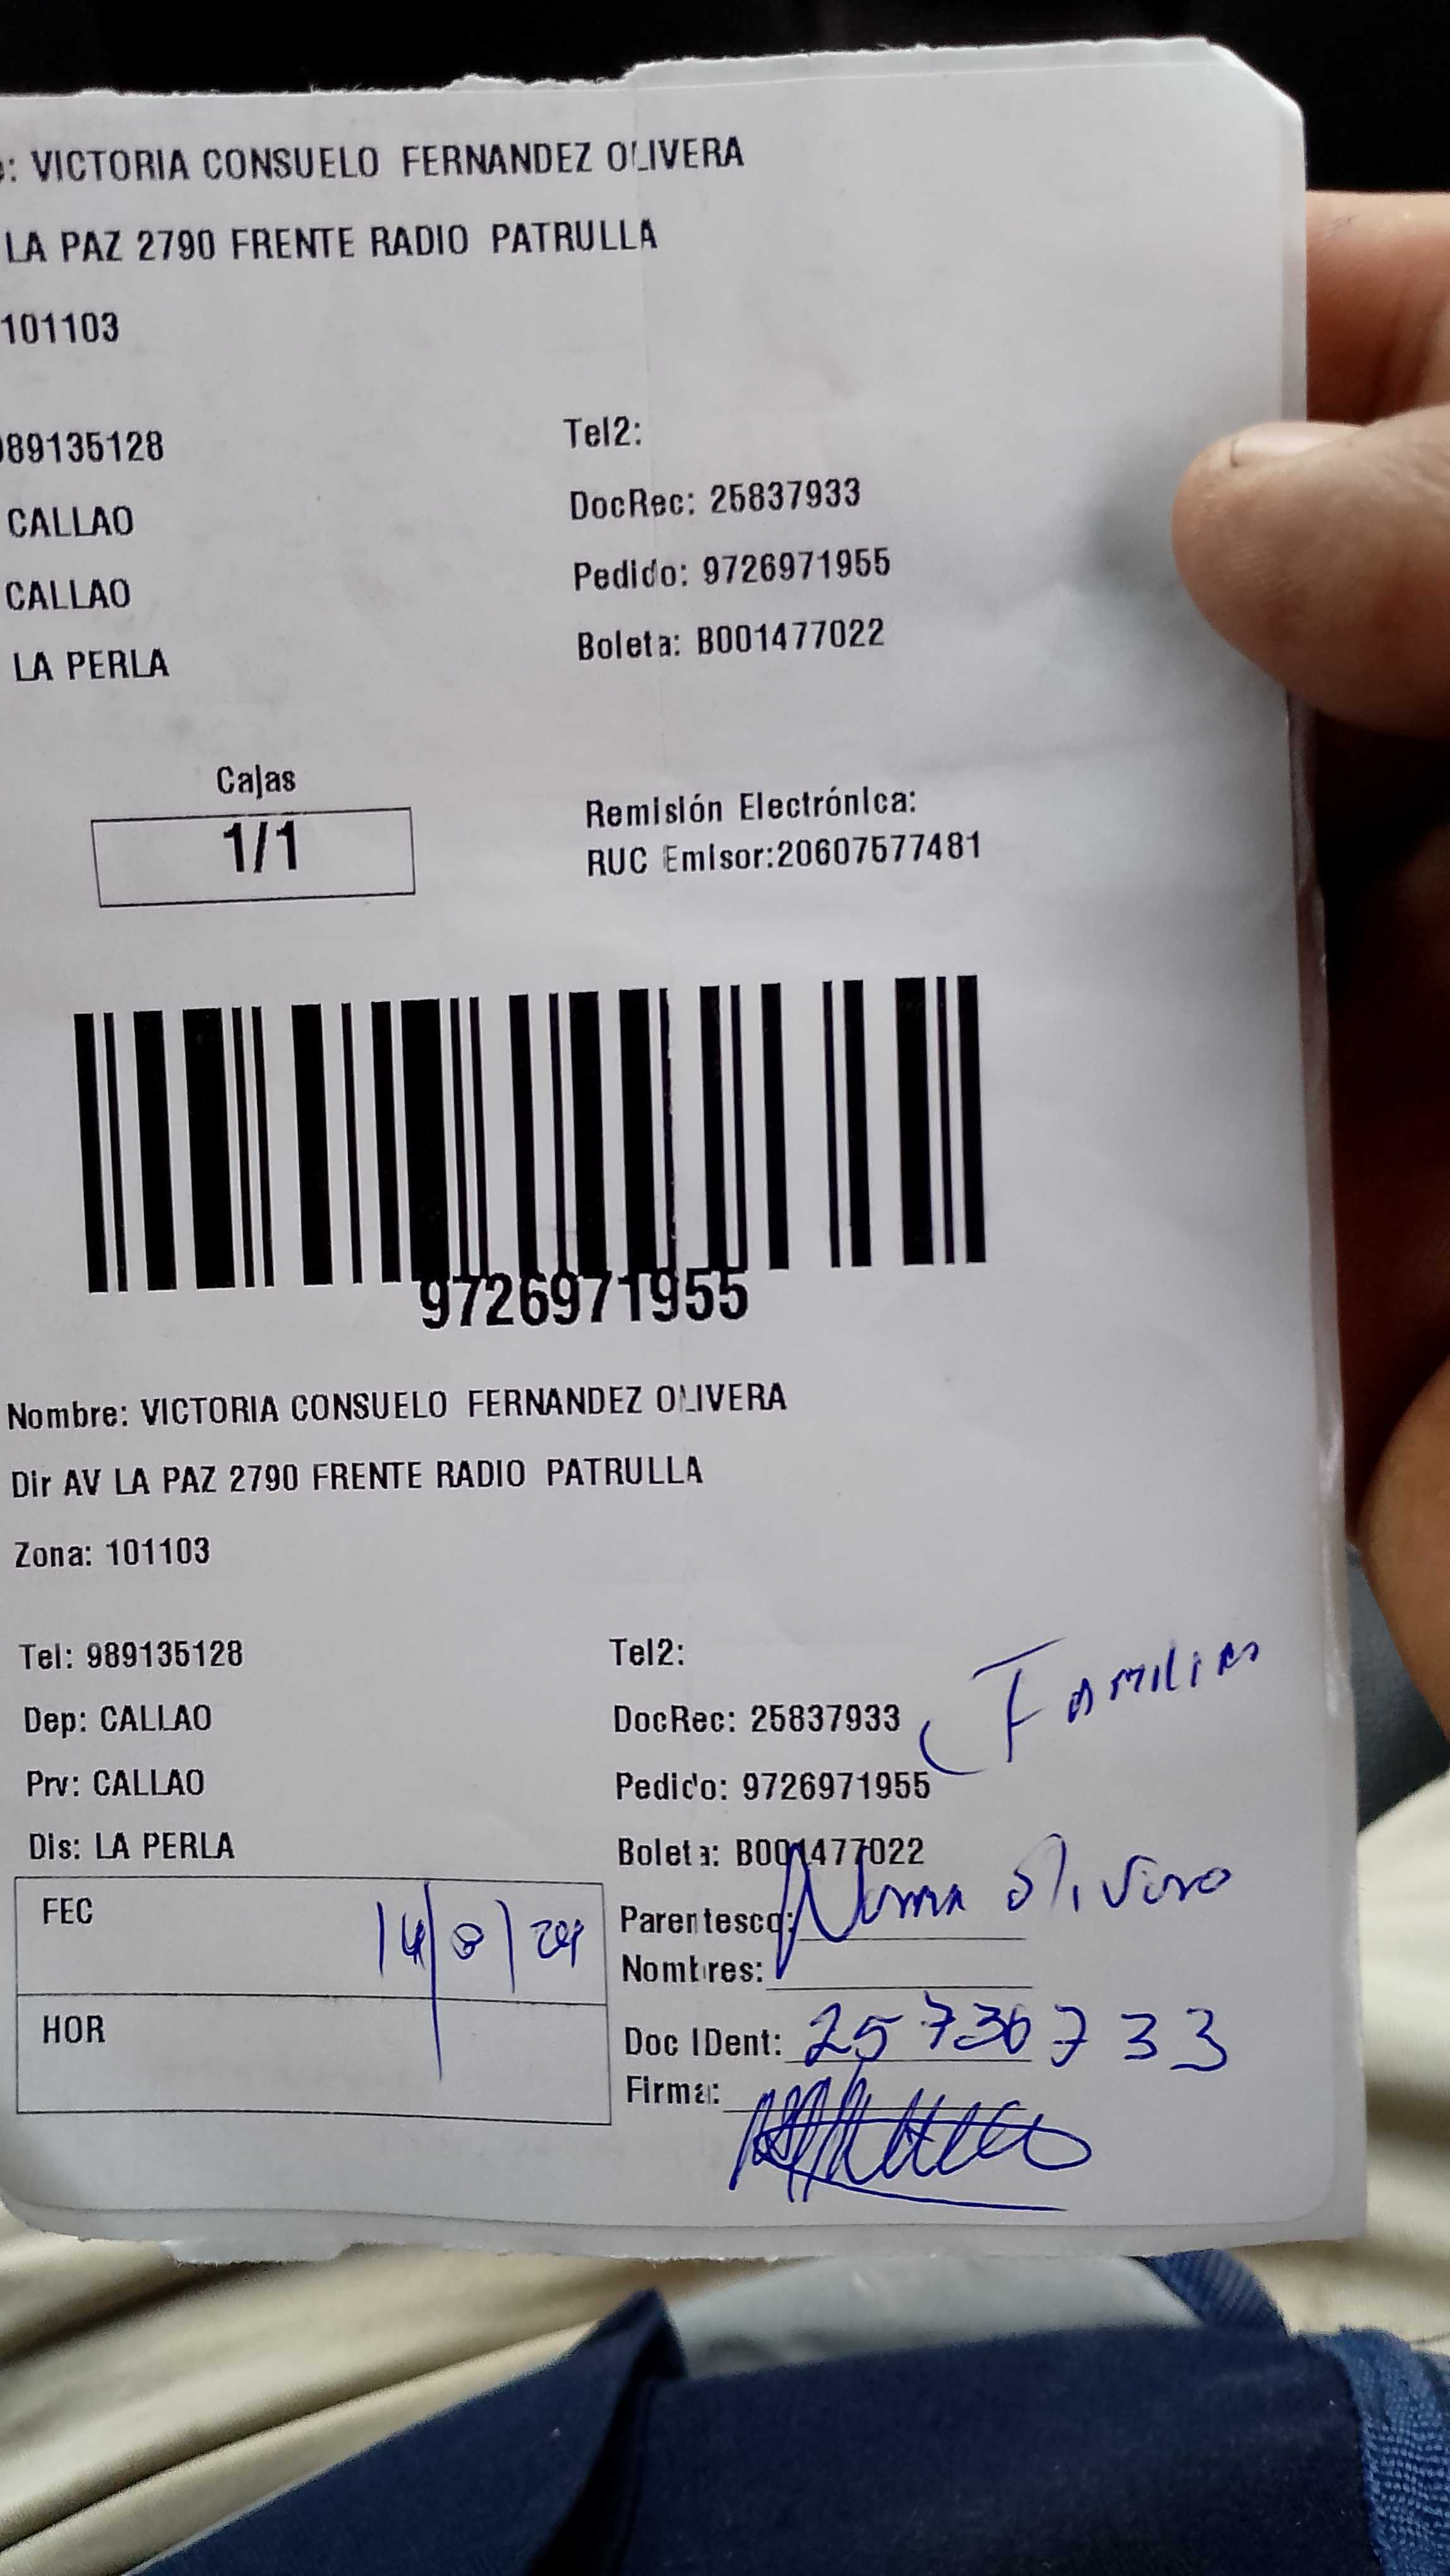 : VICTORIA CONSUELO FERNANDEZ OLIVERA
LA PAZ 2790 FRENTE RADIO PATRULLA
101103
989135128 Tel2:
CALLAO DocRec: 25837933
CALLAO Pedido: 9726971955
LA PERLA Boleta: B001477022
Cajas
1/1
Remisión Electrónica:
RUC Emisor:20607577481
9726971955
Nombre: VICTORIA CONSUELO FERNANDEZ OLIVERA
Dir AV LA PAZ 2790 FRENTE RADIO PATRULLA
Zona: 101103
Tel: 989135128 Tel2:
Dep: CALLAO DocRec: 25837933 Familiar
Prv: CALLAO Pedido: 9726971955
Dis: LA PERLA Boleta: B001477022
FEC 14/8/24 Parentesco: Norma Olivera
Nombres:
HOR Doc IDent:
Firma: